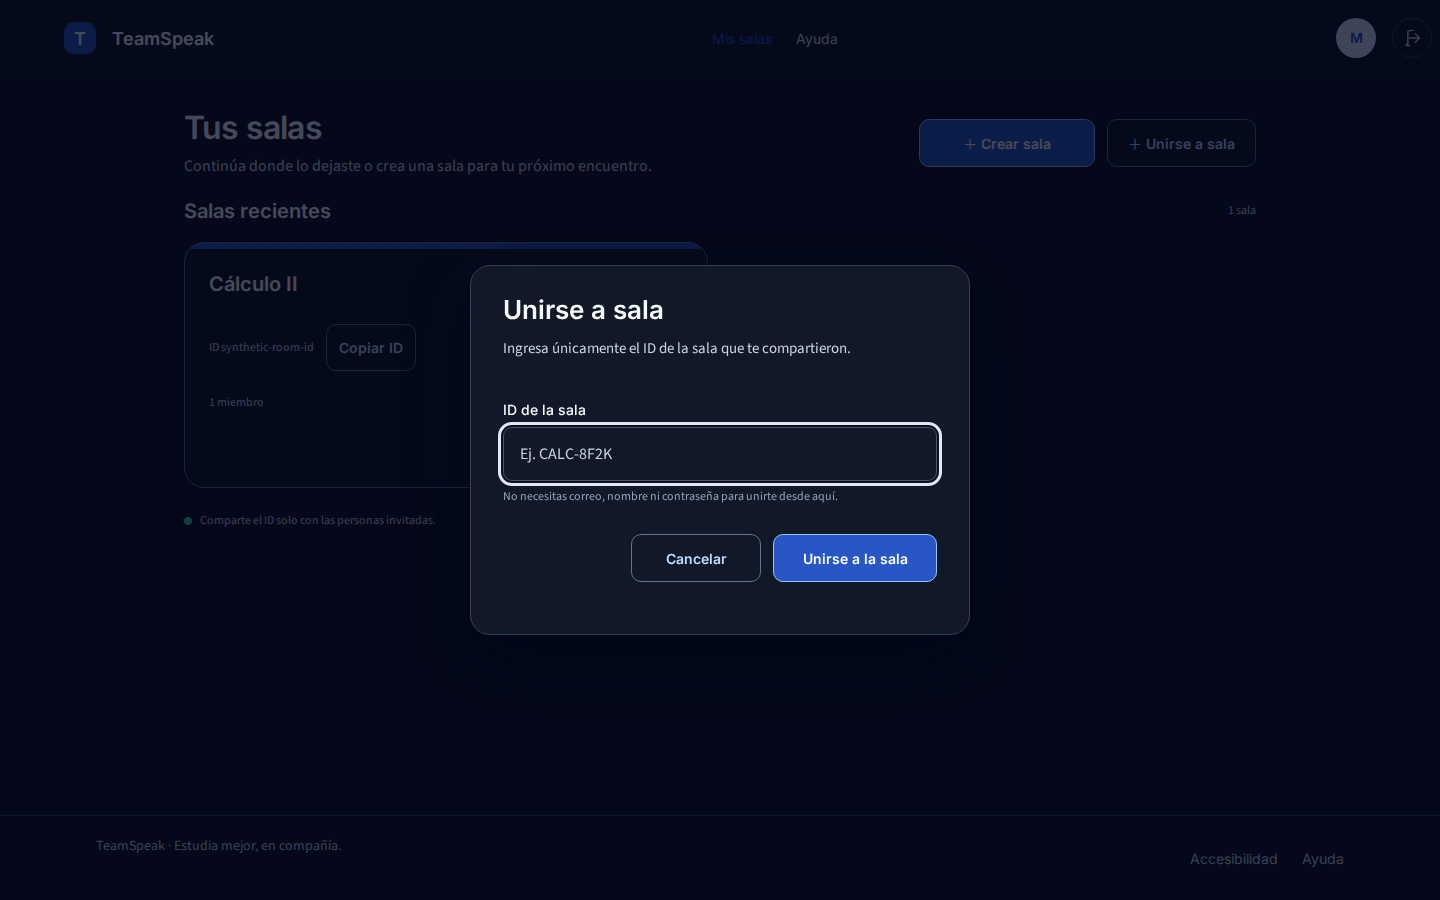 T TeamSpeak
Mis salas Ayuda
M
Tus salas
Continúa donde lo dejaste o crea una sala para tu próximo encuentro.
+ Crear sala
+ Unirse a sala
Salas recientes
1 sala
Cálculo II
ID synthetic-room-id
Copiar ID
1 miembro
Comparte el ID solo con las personas invitadas.
Unirse a sala
Ingresa únicamente el ID de la sala que te compartieron.
ID de la sala
Ej. CALC-8F2K
No necesitas correo, nombre ni contraseña para unirte desde aquí.
Cancelar
Unirse a la sala
TeamSpeak · Estudia mejor, en compañía.
Accesibilidad Ayuda